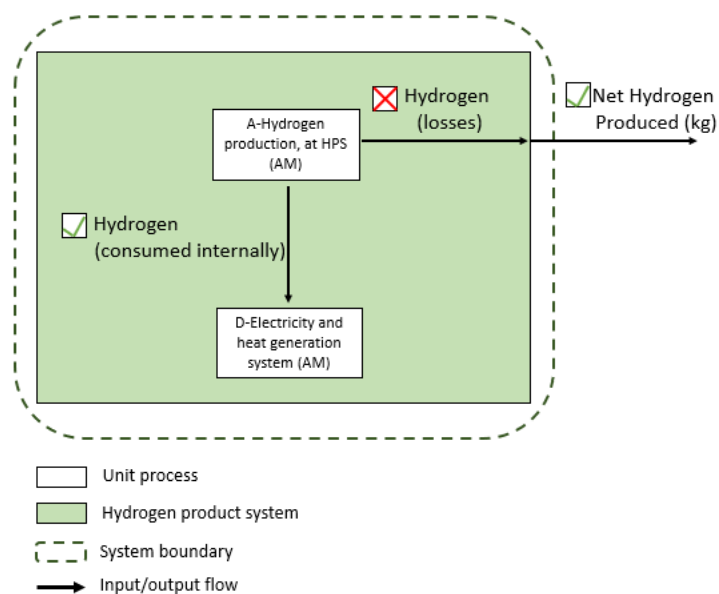 Hydrogen
(losses)
Net Hydrogen
Produced (kg)
A-Hydrogen
production, at HPS
(AM)
Hydrogen
(consumed internally)
D-Electricity and
heat generation
system (AM)
Unit process
Hydrogen product system
System boundary
Input/output flow